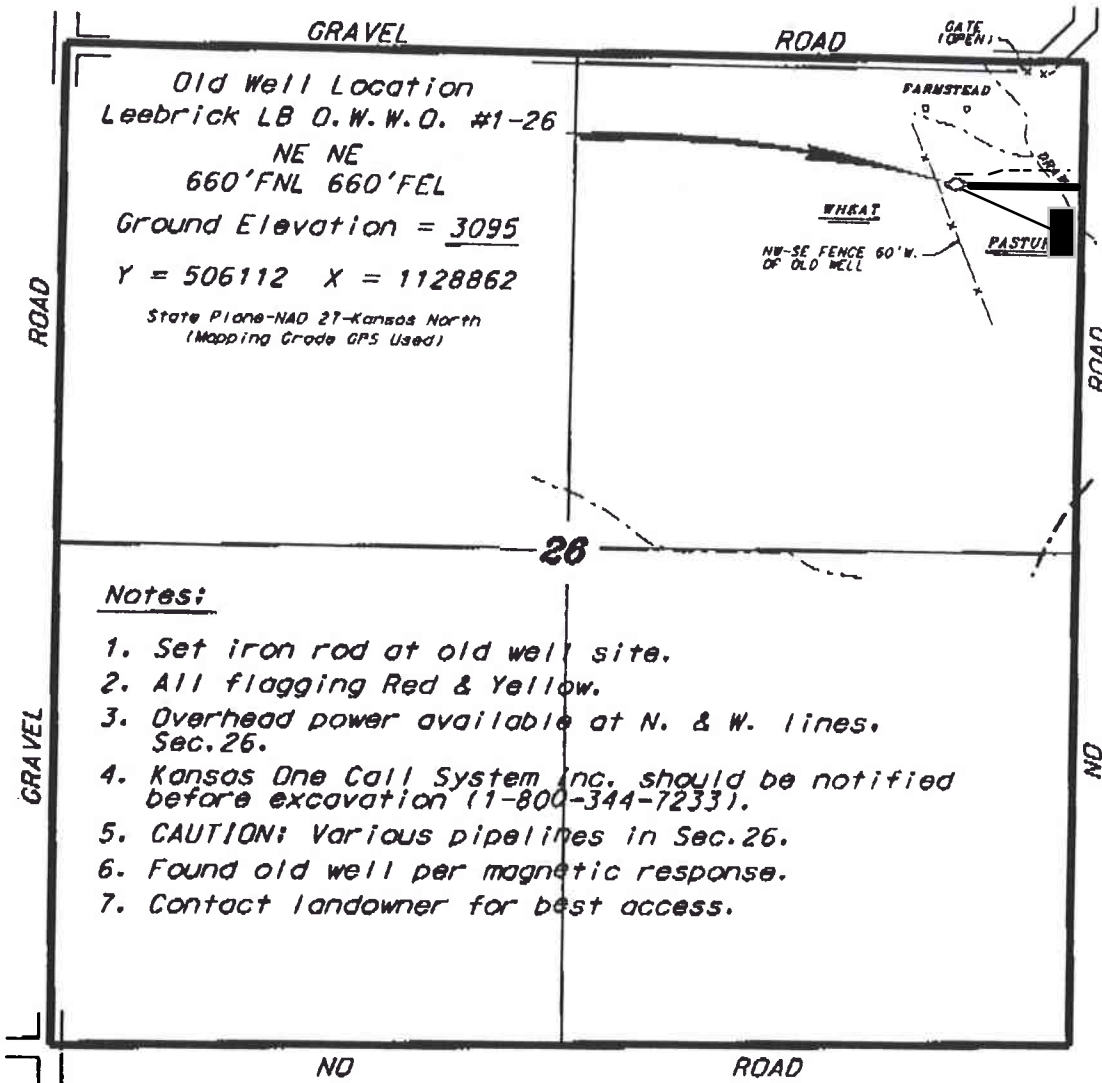 GRAVEL ROAD
GATE
(OPEN)
Old Well Location
Leebrick LB O.W.W.O. #1-26
NE NE
660'FNL 660'FEL
Ground Elevation = 3095
Y = 506112 X = 1128862
State Plane-NAD 27-Kansas North
(Mapping Grade GPS Used)
FARMSTEAD
WHEAT
NW-SE FENCE 60'W.
OF OLD WELL
ROAD
ROAD
26
Notes:
1. Set iron rod at old well site.
2. All flagging Red & Yellow.
3. Overhead power available at N. & W. lines,
Sec.26.
4. Kansas One Call System Inc. should be notified
before excavation (1-800-344-7233).
5. CAUTION: Various pipelines in Sec.26.
6. Found old well per magnetic response.
7. Contact landowner for best access.
GRAVEL
NO
NO ROAD